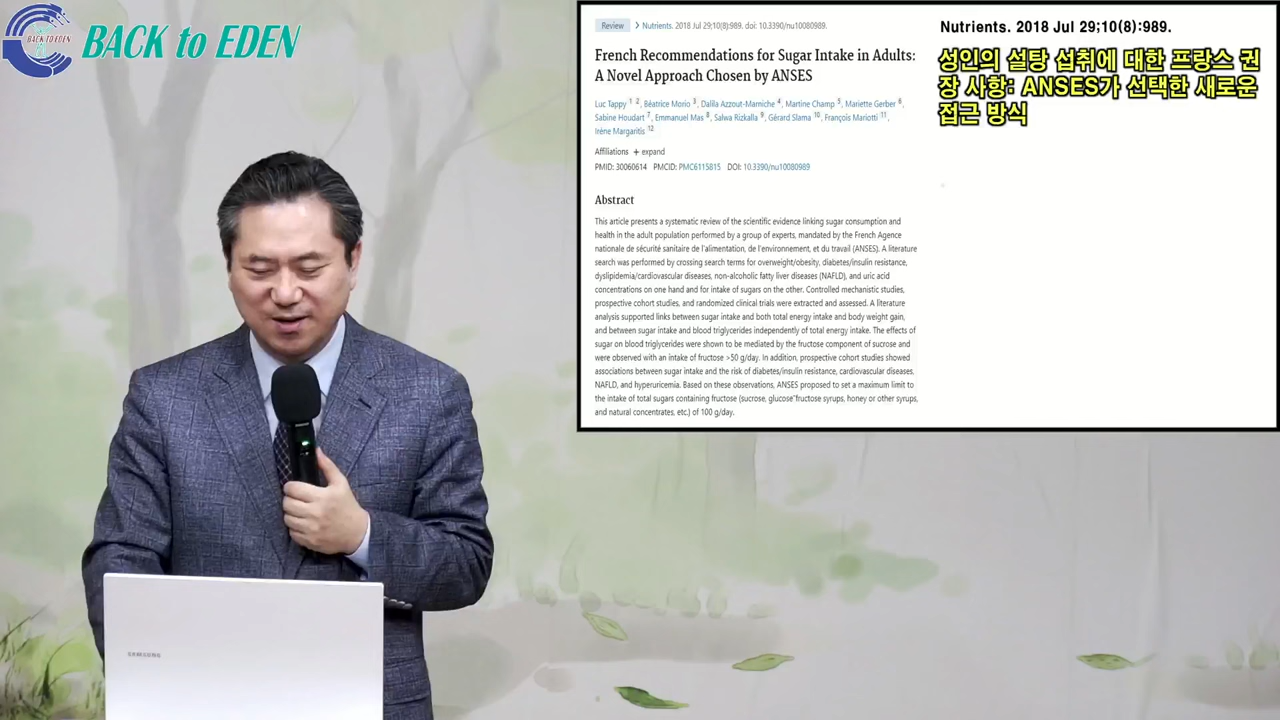 BACK TO EDEN
BACK to EDEN
Review
> Nutrients. 2018 Jul 29;10(8):989. doi: 10.3390/nu10080989.
French Recommendations for Sugar Intake in Adults:
A Novel Approach Chosen by ANSES
Luc Tappy 1 2, Béatrice Morio 3, Dalila Azzout-Marniche 4, Martine Champ 5, Mariette Gerber 6,
Sabine Houdart 7, Emmanuel Mas 8, Salwa Rizkalla 9, Gérard Slama 10, François Mariotti 11,
Irène Margaritis 12
Affiliations + expand
PMID: 30060614 PMCID: PMC6115815 DOI: 10.3390/nu10080989
Abstract
This article presents a systematic review of the scientific evidence linking sugar consumption and
health in the adult population performed by a group of experts, mandated by the French Agence
nationale de sécurité sanitaire de l'alimentation, de l'environnement, et du travail (ANSES). A literature
search was performed by crossing search terms for overweight/obesity, diabetes/insulin resistance,
dyslipidemia/cardiovascular diseases, non-alcoholic fatty liver diseases (NAFLD), and uric acid
concentrations on one hand and for intake of sugars on the other. Controlled mechanistic studies,
prospective cohort studies, and randomized clinical trials were extracted and assessed. A literature
analysis supported links between sugar intake and both total energy intake and body weight gain,
and between sugar intake and blood triglycerides independently of total energy intake. The effects of
sugar on blood triglycerides were shown to be mediated by the fructose component of sucrose and
were observed with an intake of fructose >50 g/day. In addition, prospective cohort studies showed
associations between sugar intake and the risk of diabetes/insulin resistance, cardiovascular diseases,
NAFLD, and hyperuricemia. Based on these observations, ANSES proposed to set a maximum limit to
the intake of total sugars containing fructose (sucrose, glucose⁻fructose syrups, honey or other syrups,
and natural concentrates, etc.) of 100 g/day.
Nutrients. 2018 Jul 29;10(8):989.
성인의 설탕 섭취에 대한 프랑스 권
장 사항: ANSES가 선택한 새로운
접근 방식
SAMSUNG